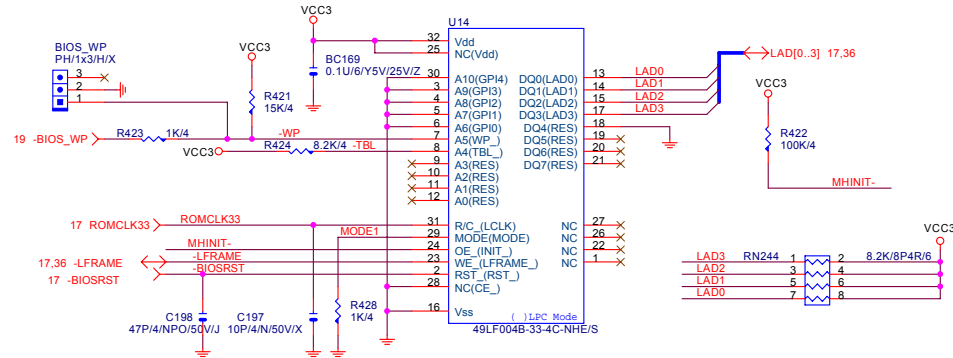 VCC3
U14
BIOS_WP
PH/1x3/H/X
3
2
1
VCC3
R421
15K/4
BC169
0.1U/6/Y5V/25V/Z
19 -BIOS_WP
R423
1K/4
-WP
VCC3
R424
8.2K/4
-TBL
32 Vdd
25 NC(Vdd)
30 A10(GPI4)
3 A9(GPI3)
4 A8(GPI2)
5 A7(GPI1)
6 A6(GPI0)
7 A5(WP_)
8 A4(TBL_)
9 A3(RES)
10 A2(RES)
11 A1(RES)
12 A0(RES)
31 R/C_(LCLK)
29 MODE(MODE)
24 OE_(INIT_)
23 WE_(LFRAME_)
2 RST_(RST_)
28 NC(CE_)
16 Vss
DQ0(LAD0) 13 LAD0
DQ1(LAD1) 14 LAD1
DQ2(LAD2) 15 LAD2
DQ3(LAD3) 17 LAD3
DQ4(RES) 18
DQ5(RES) 19
DQ6(RES) 20
DQ7(RES) 21
NC 27
NC 26
NC 22
NC 1
( )LPC Mode
49LF004B-33-4C-NHE/S
17 ROMCLK33
ROMCLK33
MODE1
MHINIT-
17,36 -LFRAME
-LFRAME
17 -BIOSRST
-BIOSRST
C198
47P/4/NPO/50V/J
C197
10P/4/N/50V/X
R428
1K/4
LAD[0..3] 17,36
VCC3
R422
100K/4
MHINIT-
VCC3
LAD3 RN244 1 2 8.2K/8P4R/6
LAD2 3 4
LAD1 5 6
LAD0 7 8